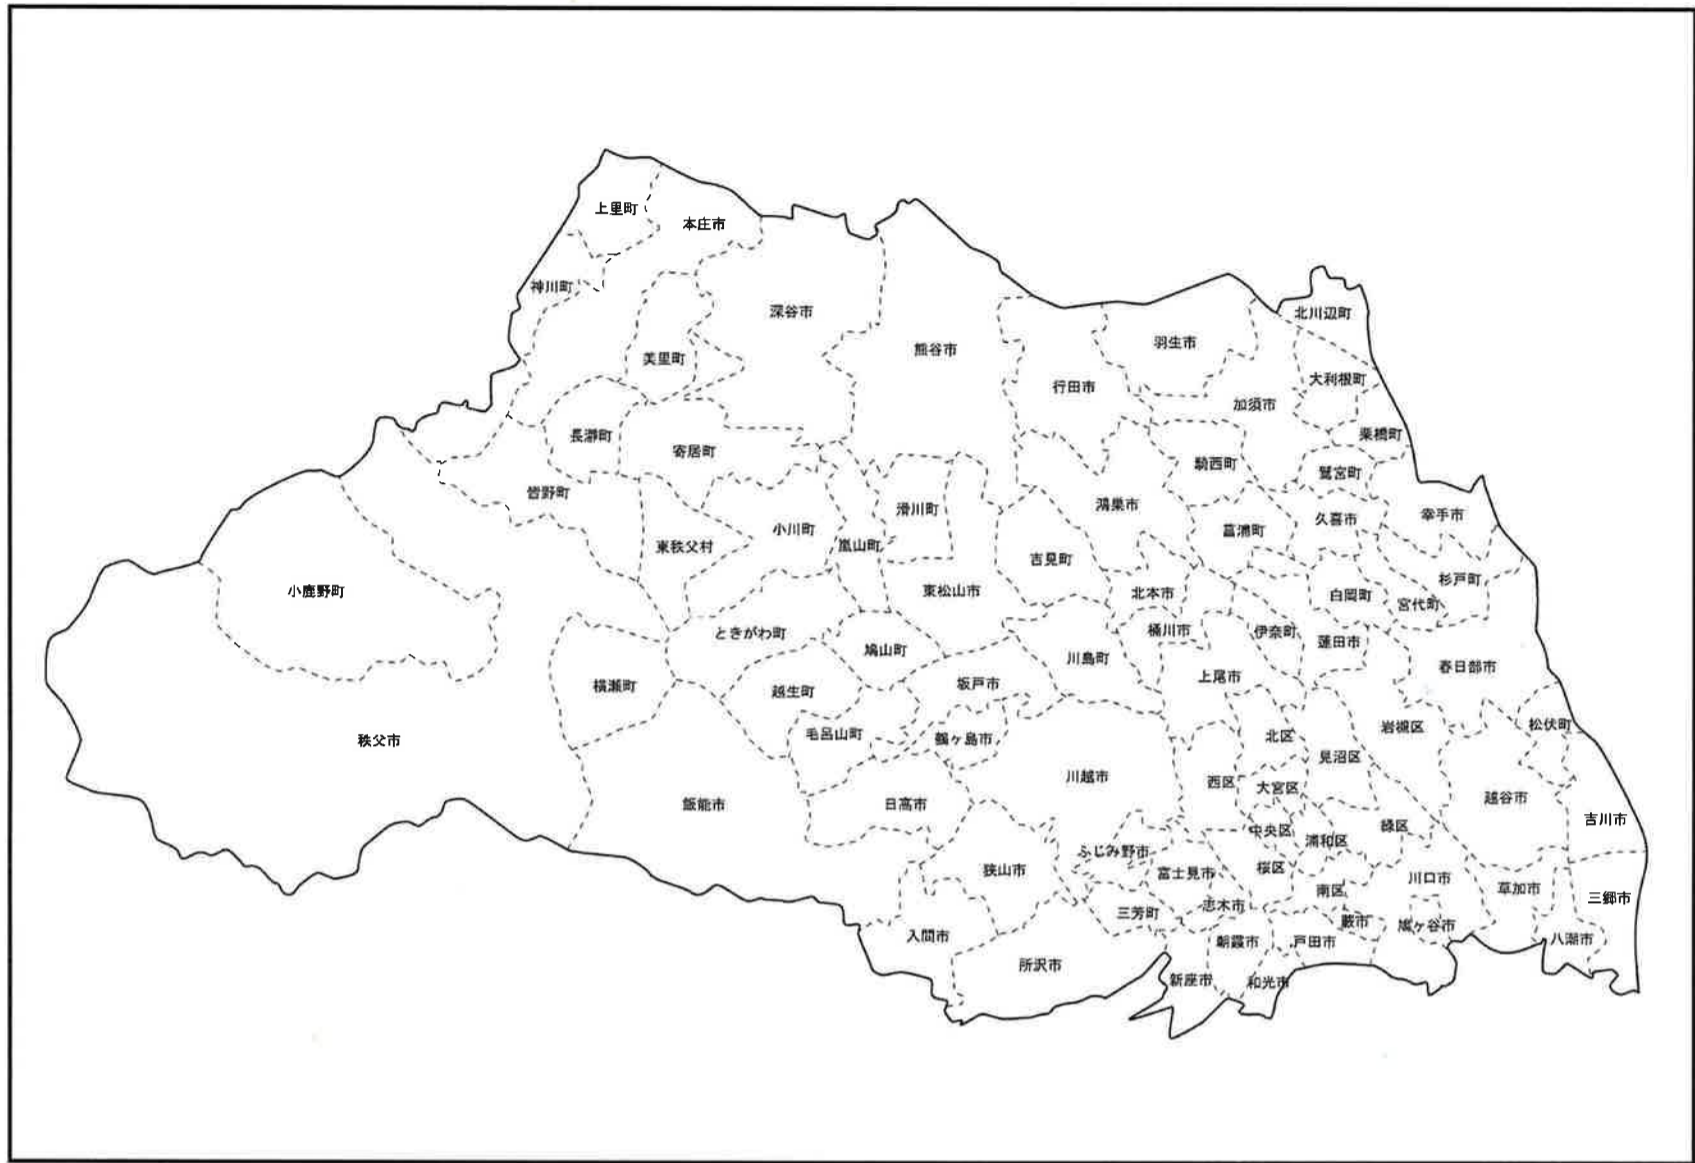 上里町
本庄市
神川町
深谷市
美里町
熊谷市
北川辺町
羽生市
行田市
大利根町
加須市
長瀞町
寄居町
栗橋町
騎西町
鷲宮町
皆野町
滑川町
鴻巣市
久喜市
幸手市
小川町
嵐山町
東秩父村
吉見町
菖浦町
小鹿野町
東松山市
北本市
白岡町
杉戸町
宮代町
ときがわ町
鳩山町
川島町
桶川市
伊奈町
蓮田市
春日部市
横瀬町
越生町
坂戸市
上尾市
秩父市
毛呂山町
鶴ヶ島市
北区
岩槻区
松伏町
見沼区
飯能市
日高市
川越市
西区
大宮区
越谷市
吉川市
中央区
浦和区
緑区
ふじみ野市
狭山市
富士見市
桜区
南区
川口市
草加市
三郷市
三芳町
志木市
蕨市
鳩ヶ谷市
入間市
朝霞市
戸田市
八潮市
所沢市
新座市
和光市